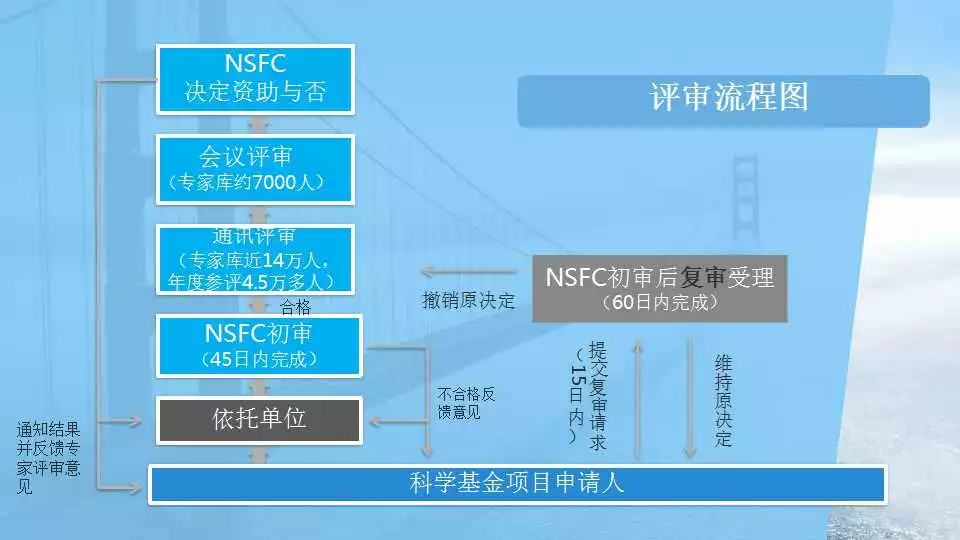 评审流程图
NSFC
决定资助与否
会议评审
（专家库约7000人）
通讯评审
（专家库近14万人，
年度参评4.5万多人）
合格
NSFC初审
（45日内完成）
依托单位
科学基金项目申请人
通知结果
并反馈专
家评审意
见
不合格反
馈意见
撤销原决定
NSFC初审后复审受理
（60日内完成）
提交复审请求
（15日内）
维持原决定